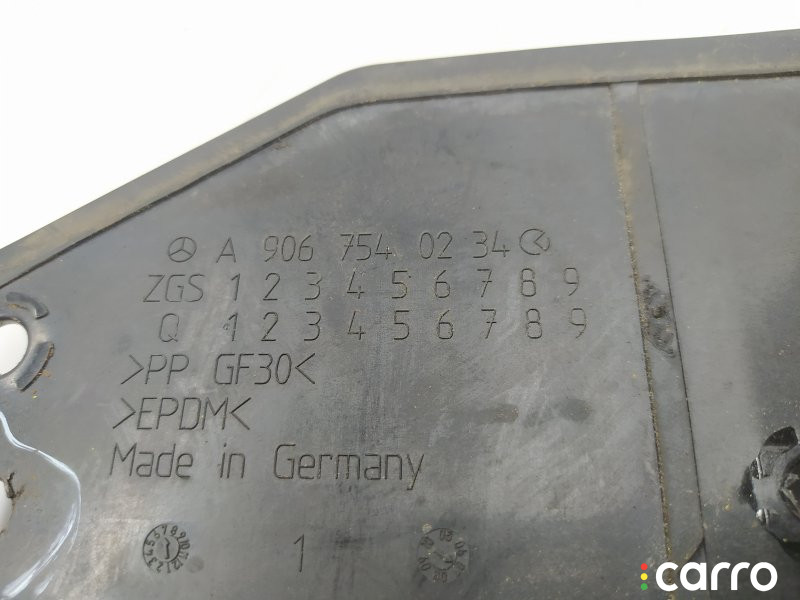 A 906 754 02 34
ZGS 1 2 3 4 5 6 7 8 9
Q 1 2 3 4 5 6 7 8 9
>PP GF30<
>EPDM<
Made in Germany
1
carro